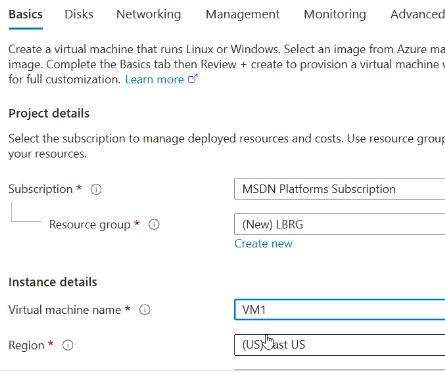 Basics Disks Networking Management Monitoring Advanced
Create a virtual machine that runs Linux or Windows. Select an image from Azure ma
image. Complete the Basics tab then Review + create to provision a virtual machine v
for full customization. Learn more
Project details
Select the subscription to manage deployed resources and costs. Use resource group
your resources.
Subscription * MSDN Platforms Subscription
Resource group * (New) LBRG
Create new
Instance details
Virtual machine name * VM1
Region * (US) East US